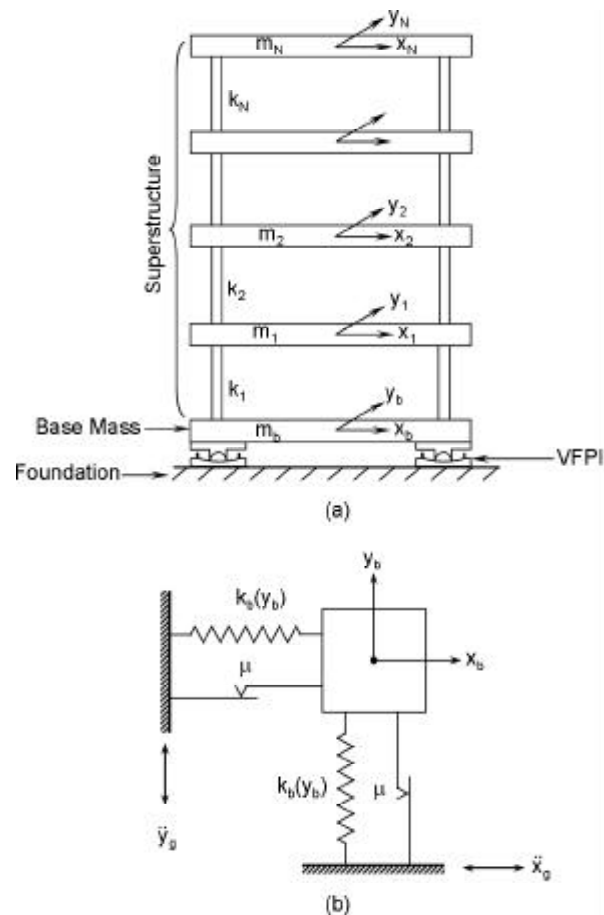 y_N
m_N x_N
k_N
Superstructure
y_2
m_2 x_2
k_2
y_1
m_1 x_1
k_1
y_b
Base Mass
m_b x_b
VFPI
Foundation
(a)
y_b
k_b(y_b)
x_b
μ
k_b(y_b) μ
ÿ_g
ẍ_g
(b)